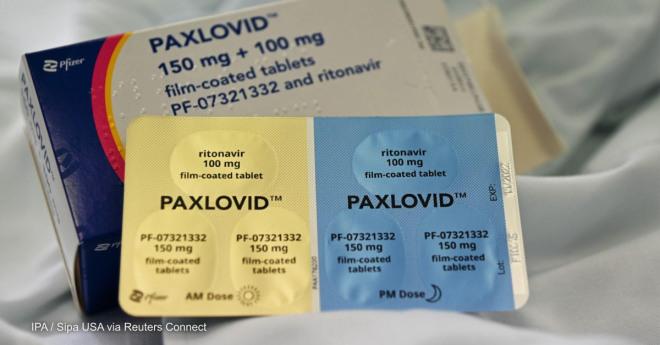 PAXLOVID™
150 mg + 100 mg
film-coated tablets
PF-07321332 and ritonavir
Pfizer
PAXLOVID™
ritonavir
100 mg
film-coated tablet
PAXLOVID™
PF-07321332
150 mg
film-coated
tablets
PF-07321332
150 mg
film-coated
tablets
Pfizer
AM Dose
ritonavir
100 mg
film-coated tablet
PAXLOVID™
PF-07321332
150 mg
film-coated
tablets
PF-07321332
150 mg
film-coated
tablets
PM Dose
EXP:
11/2022
Lot:
IPA / Sipa USA via Reuters Connect